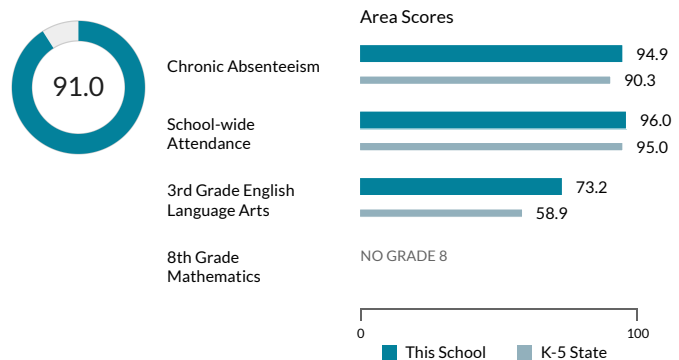 Area Scores
91.0
Chronic Absenteeism
94.9
90.3
School-wide
Attendance
96.0
95.0
3rd Grade English
Language Arts
73.2
58.9
8th Grade
Mathematics
NO GRADE 8
0
100
This School
K-5 State